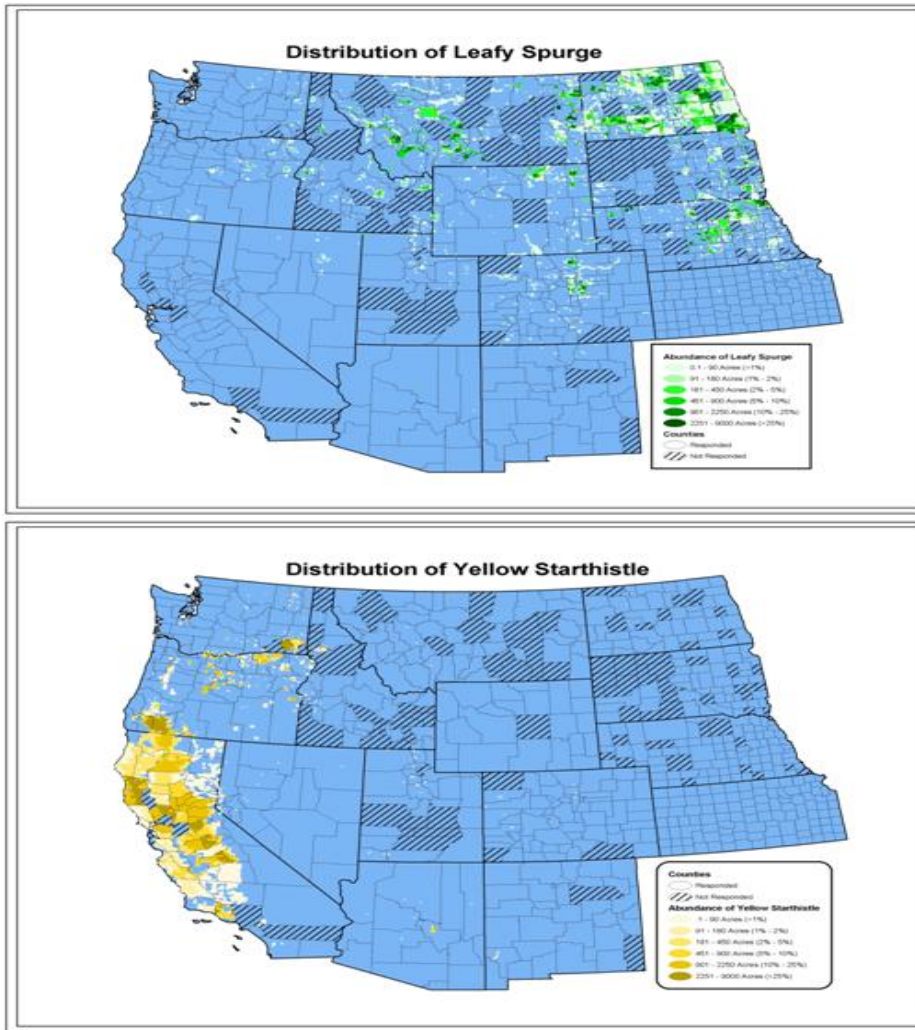 Distribution of Leafy Spurge
Abundance of Leafy Spurge
0.1 - 90 Acres (<1%)
91 - 180 Acres (1% - 2%)
181 - 450 Acres (2% - 5%)
451 - 900 Acres (5% - 10%)
901 - 2250 Acres (10% - 25%)
2251 - 9000 Acres (>25%)
Counties
Responded
Not Responded
Distribution of Yellow Starthistle
Counties
Responded
Not Responded
Abundance of Yellow Starthistle
.1 - 90 Acres (<1%)
91 - 180 Acres (1% - 2%)
181 - 450 Acres (2% - 5%)
451 - 900 Acres (5% - 10%)
901 - 2250 Acres (10% - 25%)
2251 - 9000 Acres (>25%)